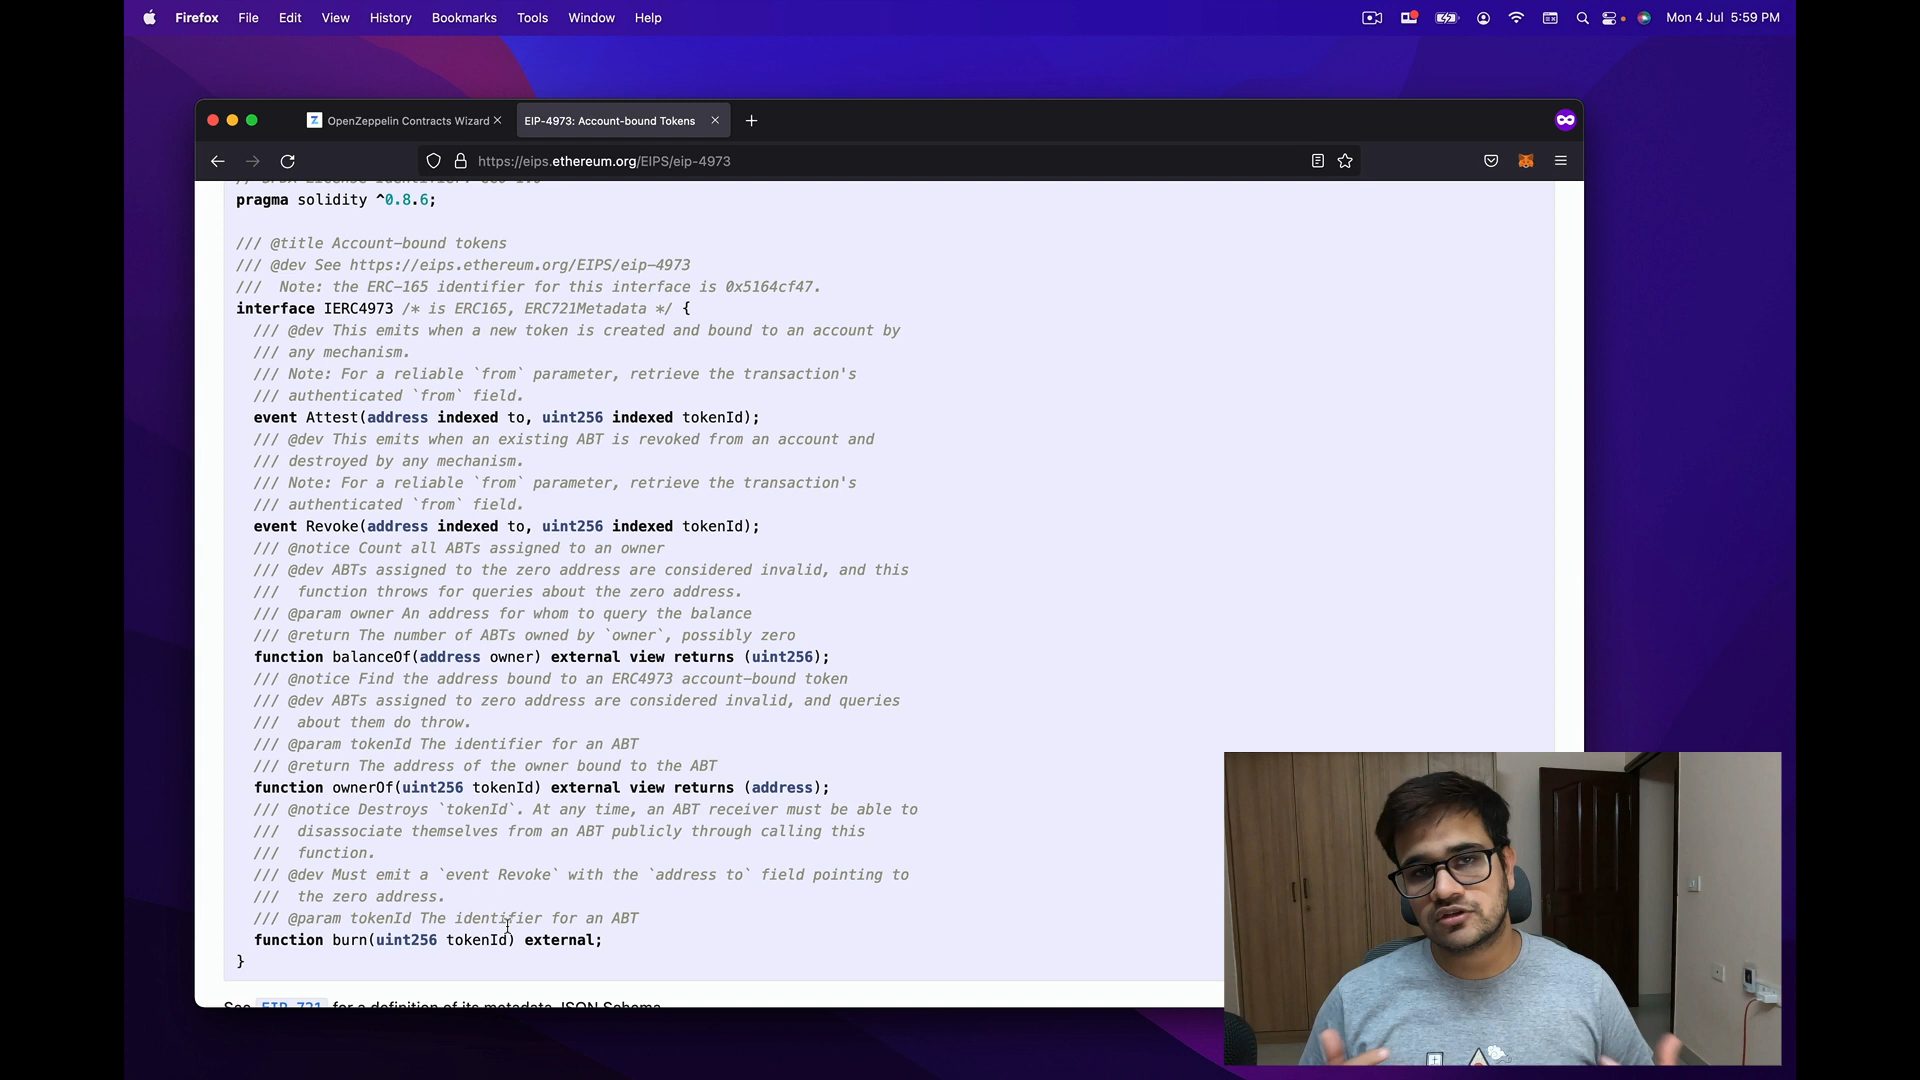 Firefox File Edit View History Bookmarks Tools Window Help Mon 4 Jul 5:59 PM
OpenZeppelin Contracts Wizard EIP-4973: Account-bound Tokens
https://eips.ethereum.org/EIPS/eip-4973
pragma solidity ^0.8.6;
/// @title Account-bound tokens
/// @dev See https://eips.ethereum.org/EIPS/eip-4973
///  Note: the ERC-165 identifier for this interface is 0x5164cf47.
interface IERC4973 /* is ERC165, ERC721Metadata */ {
/// @dev This emits when a new token is created and bound to an account by
/// any mechanism.
/// Note: For a reliable `from` parameter, retrieve the transaction's
/// authenticated `from` field.
event Attest(address indexed to, uint256 indexed tokenId);
/// @dev This emits when an existing ABT is revoked from an account and
/// destroyed by any mechanism.
/// Note: For a reliable `from` parameter, retrieve the transaction's
/// authenticated `from` field.
event Revoke(address indexed to, uint256 indexed tokenId);
/// @notice Count all ABTs assigned to an owner
/// @dev ABTs assigned to the zero address are considered invalid, and this
///  function throws for queries about the zero address.
/// @param owner An address for whom to query the balance
/// @return The number of ABTs owned by `owner`, possibly zero
function balanceOf(address owner) external view returns (uint256);
/// @notice Find the address bound to an ERC4973 account-bound token
/// @dev ABTs assigned to zero address are considered invalid, and queries
///  about them do throw.
/// @param tokenId The identifier for an ABT
/// @return The address of the owner bound to the ABT
function ownerOf(uint256 tokenId) external view returns (address);
/// @notice Destroys `tokenId`. At any time, an ABT receiver must be able to
///  disassociate themselves from an ABT publicly through calling this
///  function.
/// @dev Must emit a `event Revoke` with the `address to` field pointing to
///  the zero address.
/// @param tokenId The identifier for an ABT
function burn(uint256 tokenId) external;
}
See EIP-721 for a definition of its metadata JSON Schema.